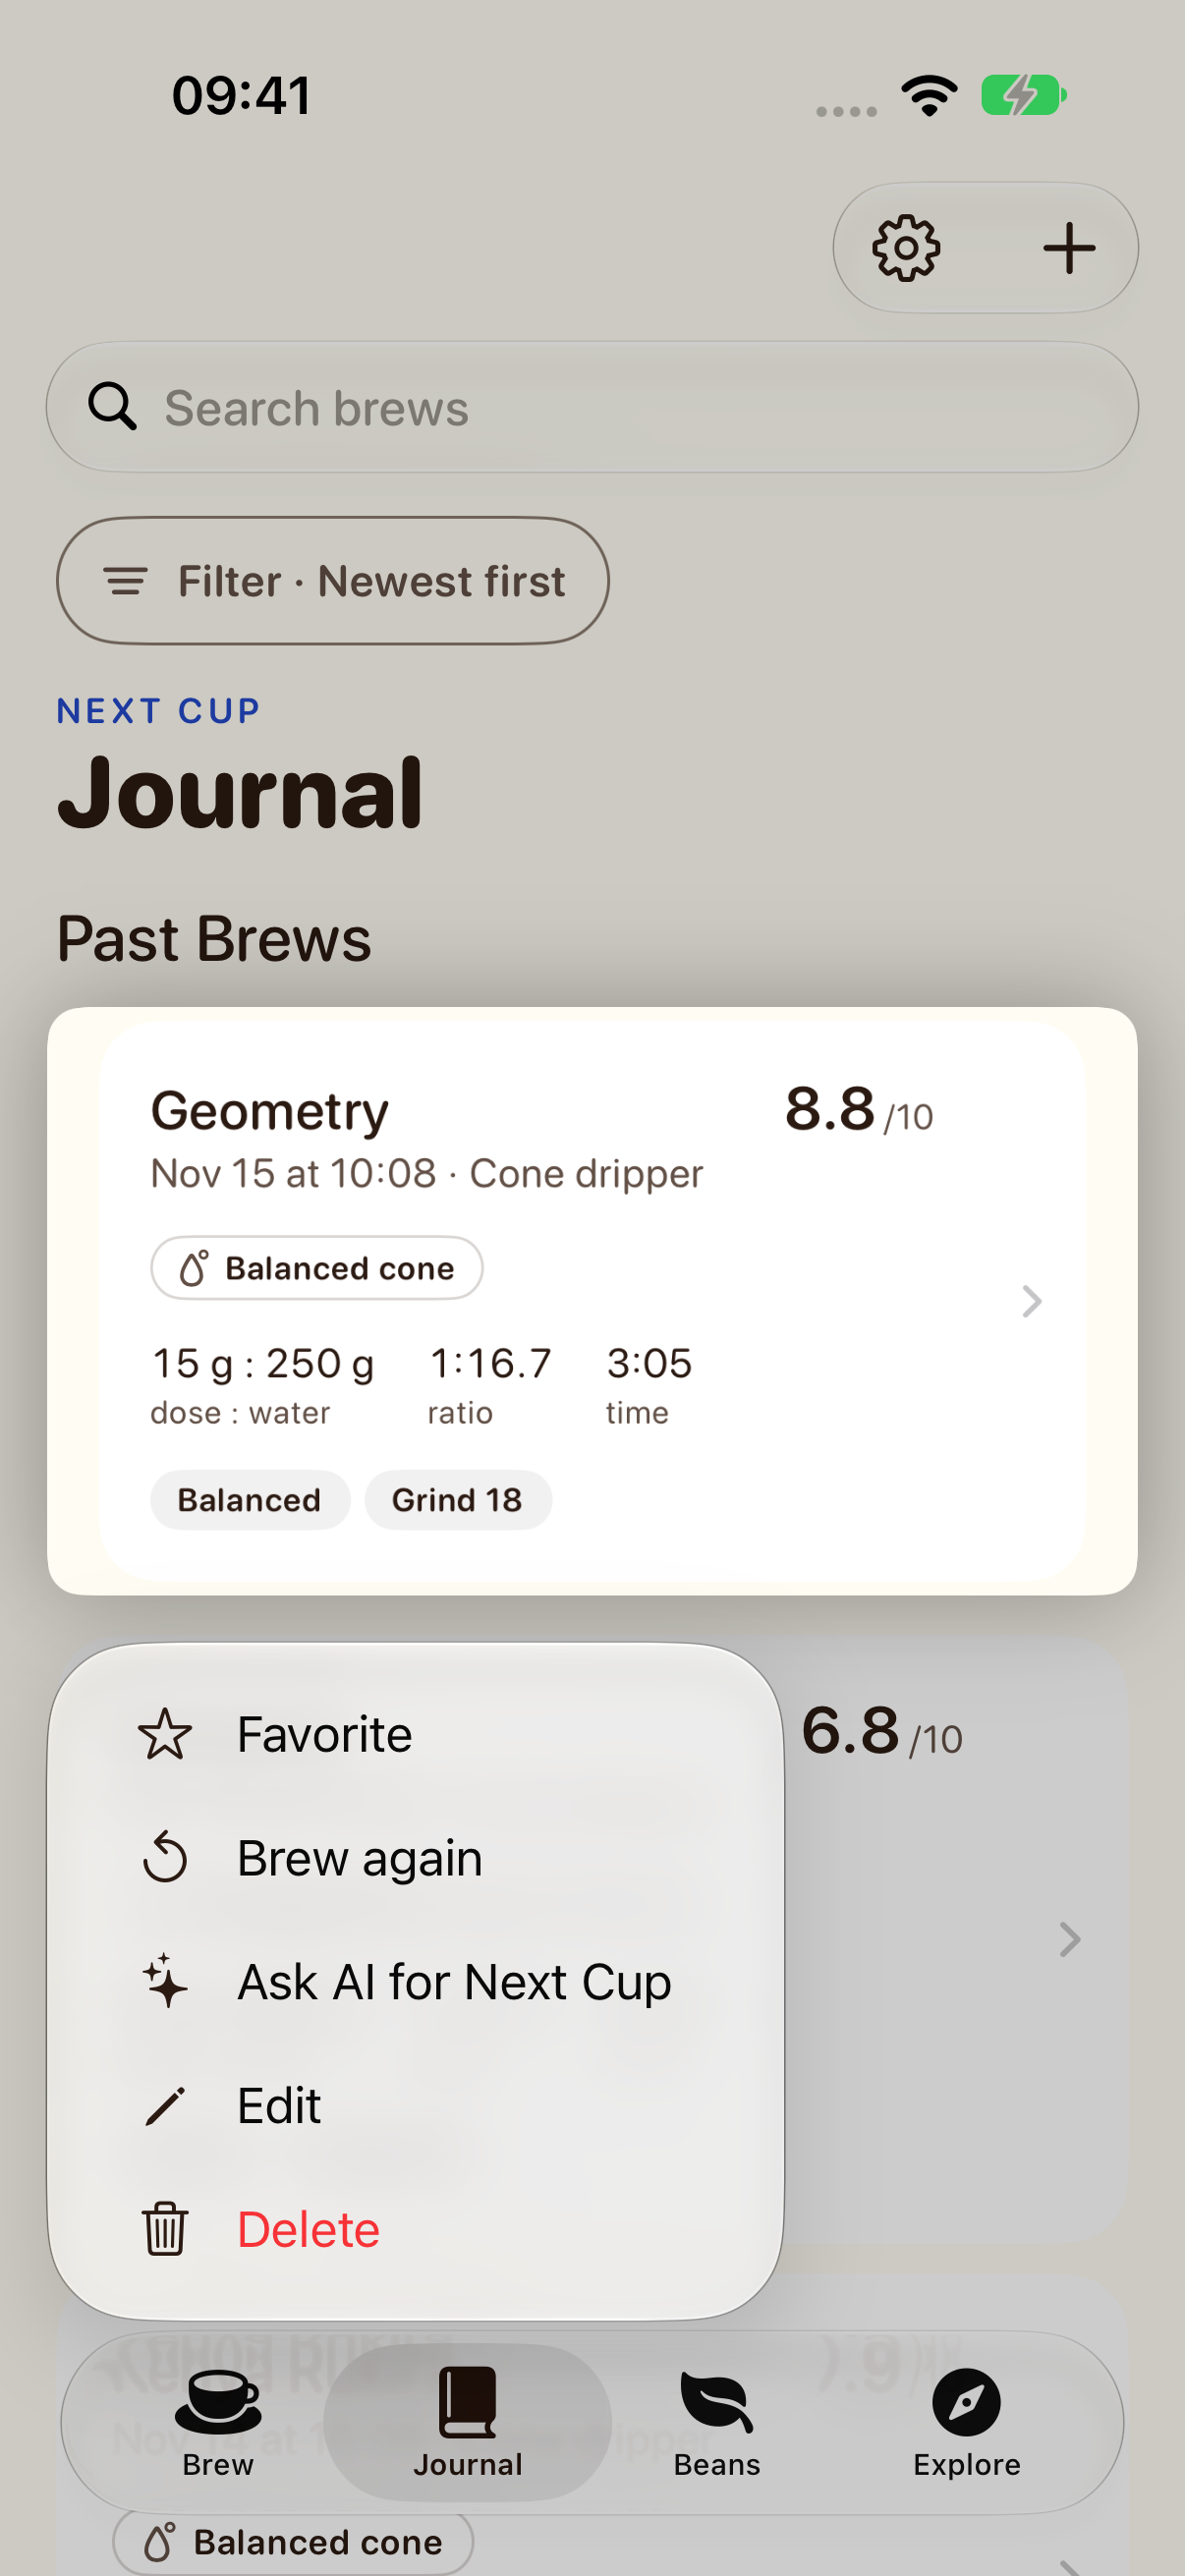 09:41
Search brews
Filter · Newest first
NEXT CUP
Journal
Past Brews
Geometry 8.8 /10
Nov 15 at 10:08 · Cone dripper
Balanced cone
15 g : 250 g 1:16.7 3:05
dose : water ratio time
Balanced Grind 18
6.8 /10
Favorite
Brew again
Ask AI for Next Cup
Edit
Delete
Brew Journal Beans Explore
Balanced cone